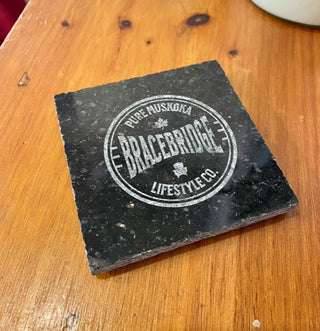 PURE MUSKOKA
BRACEBRIDGE
LIFESTYLE CO.